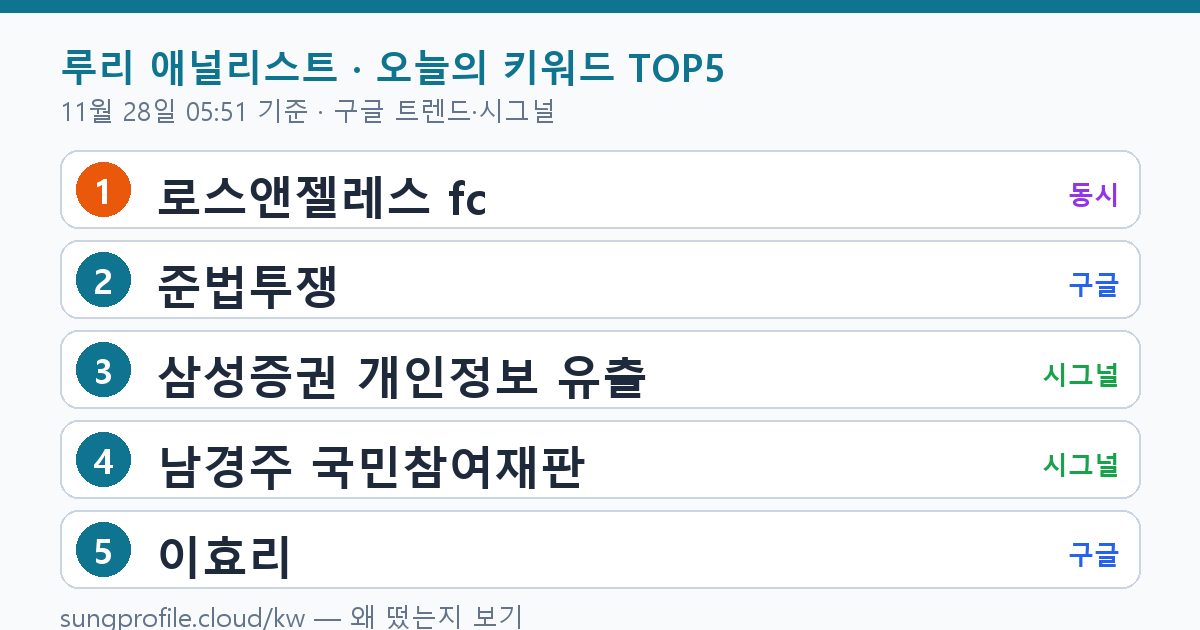 루리 애널리스트 · 오늘의 키워드 TOP5
11월 28일 05:51 기준 · 구글 트렌드·시그널
1 로스앤젤레스 fc 동시
2 준법투쟁 구글
3 삼성증권 개인정보 유출 시그널
4 남경주 국민참여재판 시그널
5 이효리 구글
sungprofile.cloud/kw — 왜 떴는지 보기